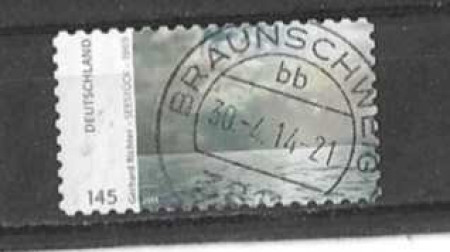 DEUTSCHLAND
145
Gerhard Richter · SEESTÜCK
BRAUNSCHWEIG
bb
30.-4.14-21